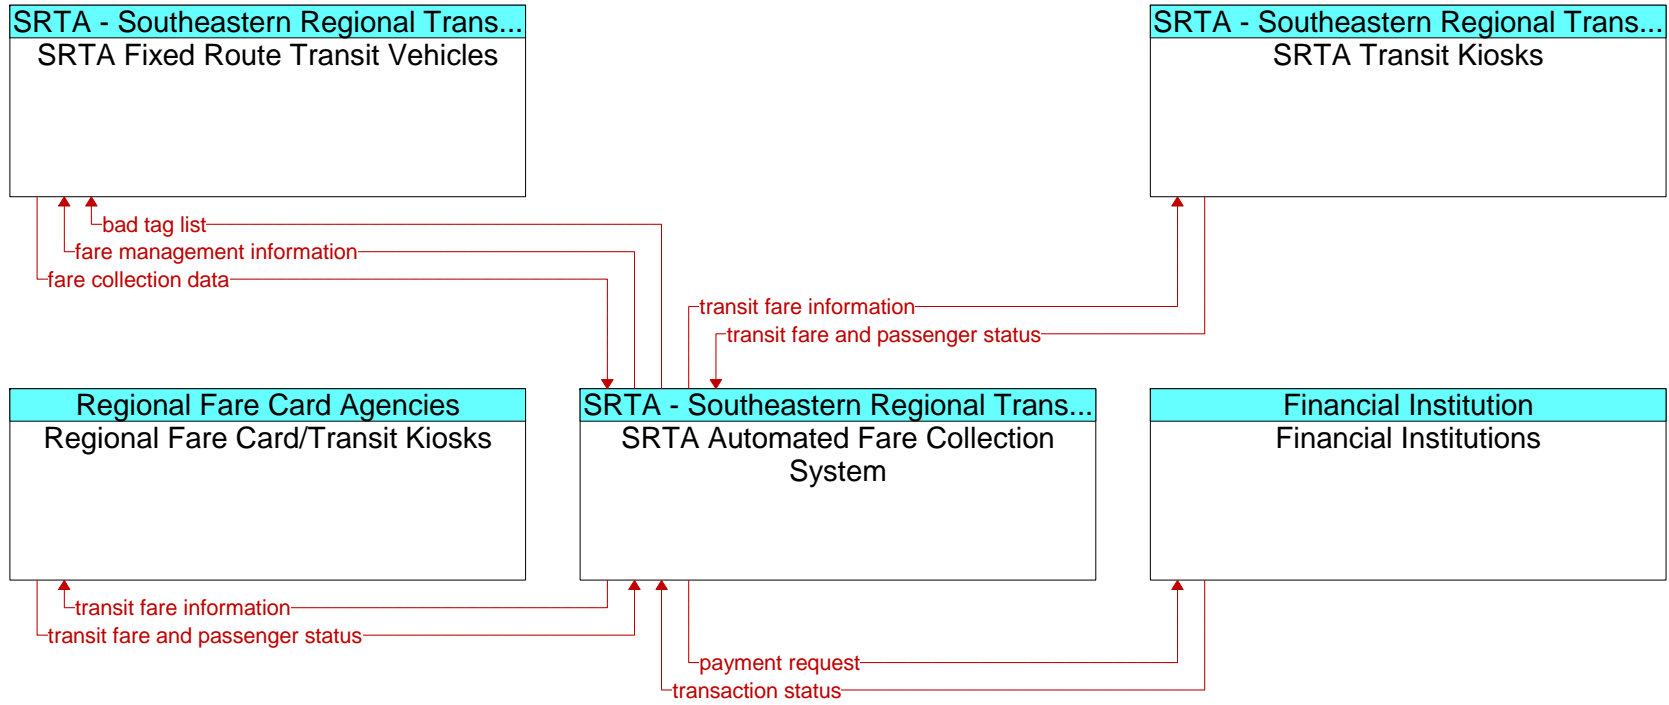 SRTA - Southeastern Regional Trans...
SRTA Fixed Route Transit Vehicles
SRTA - Southeastern Regional Trans...
SRTA Transit Kiosks
bad tag list
fare management information
fare collection data
transit fare information
transit fare and passenger status
Regional Fare Card Agencies
Regional Fare Card/Transit Kiosks
SRTA - Southeastern Regional Trans...
SRTA Automated Fare Collection
System
Financial Institution
Financial Institutions
transit fare information
transit fare and passenger status
payment request
transaction status